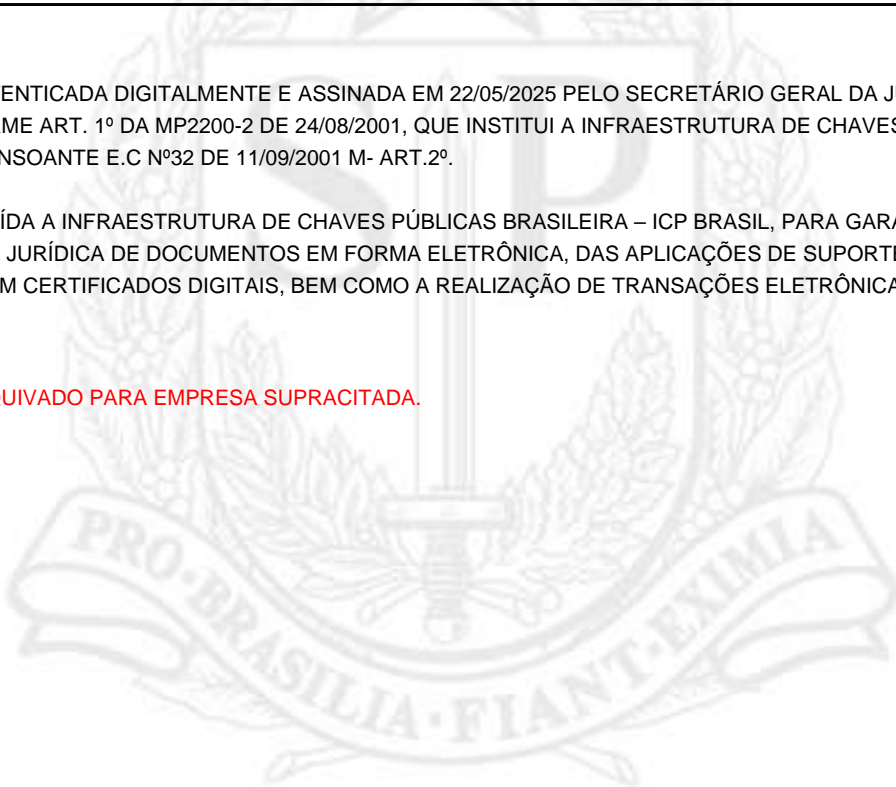 ENTICADA DIGITALMENTE E ASSINADA EM 22/05/2025 PELO SECRETÁRIO GERAL DA J
ME ART. 1º DA MP2200-2 DE 24/08/2001, QUE INSTITUI A INFRAESTRUTURA DE CHAVES
NSOANTE E.C Nº32 DE 11/09/2001 M- ART.2º.
ÍDA A INFRAESTRUTURA DE CHAVES PÚBLICAS BRASILEIRA – ICP BRASIL, PARA GARA
JURÍDICA DE DOCUMENTOS EM FORMA ELETRÔNICA, DAS APLICAÇÕES DE SUPORTE
M CERTIFICADOS DIGITAIS, BEM COMO A REALIZAÇÃO DE TRANSAÇÕES ELETRÔNICA
UIVADO PARA EMPRESA SUPRACITADA.
SP
PRO·BRASILIA·FIANT·EXIMIA